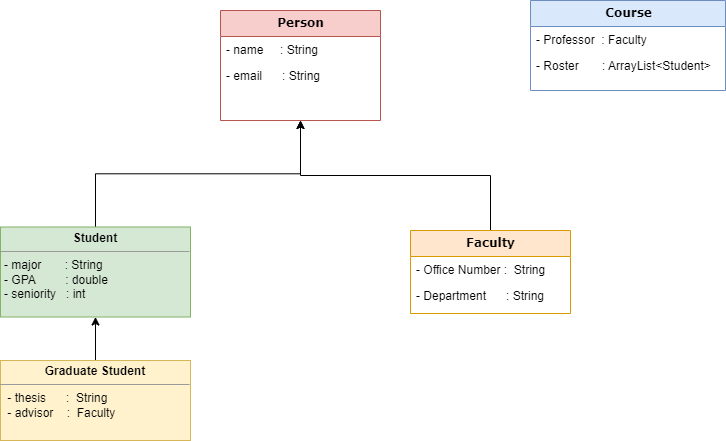 Person
- name : String
- email : String
Course
- Professor : Faculty
- Roster : ArrayList<Student>
Student
- major : String
- GPA : double
- seniority : int
Faculty
- Office Number : String
- Department : String
Graduate Student
- thesis : String
- advisor : Faculty